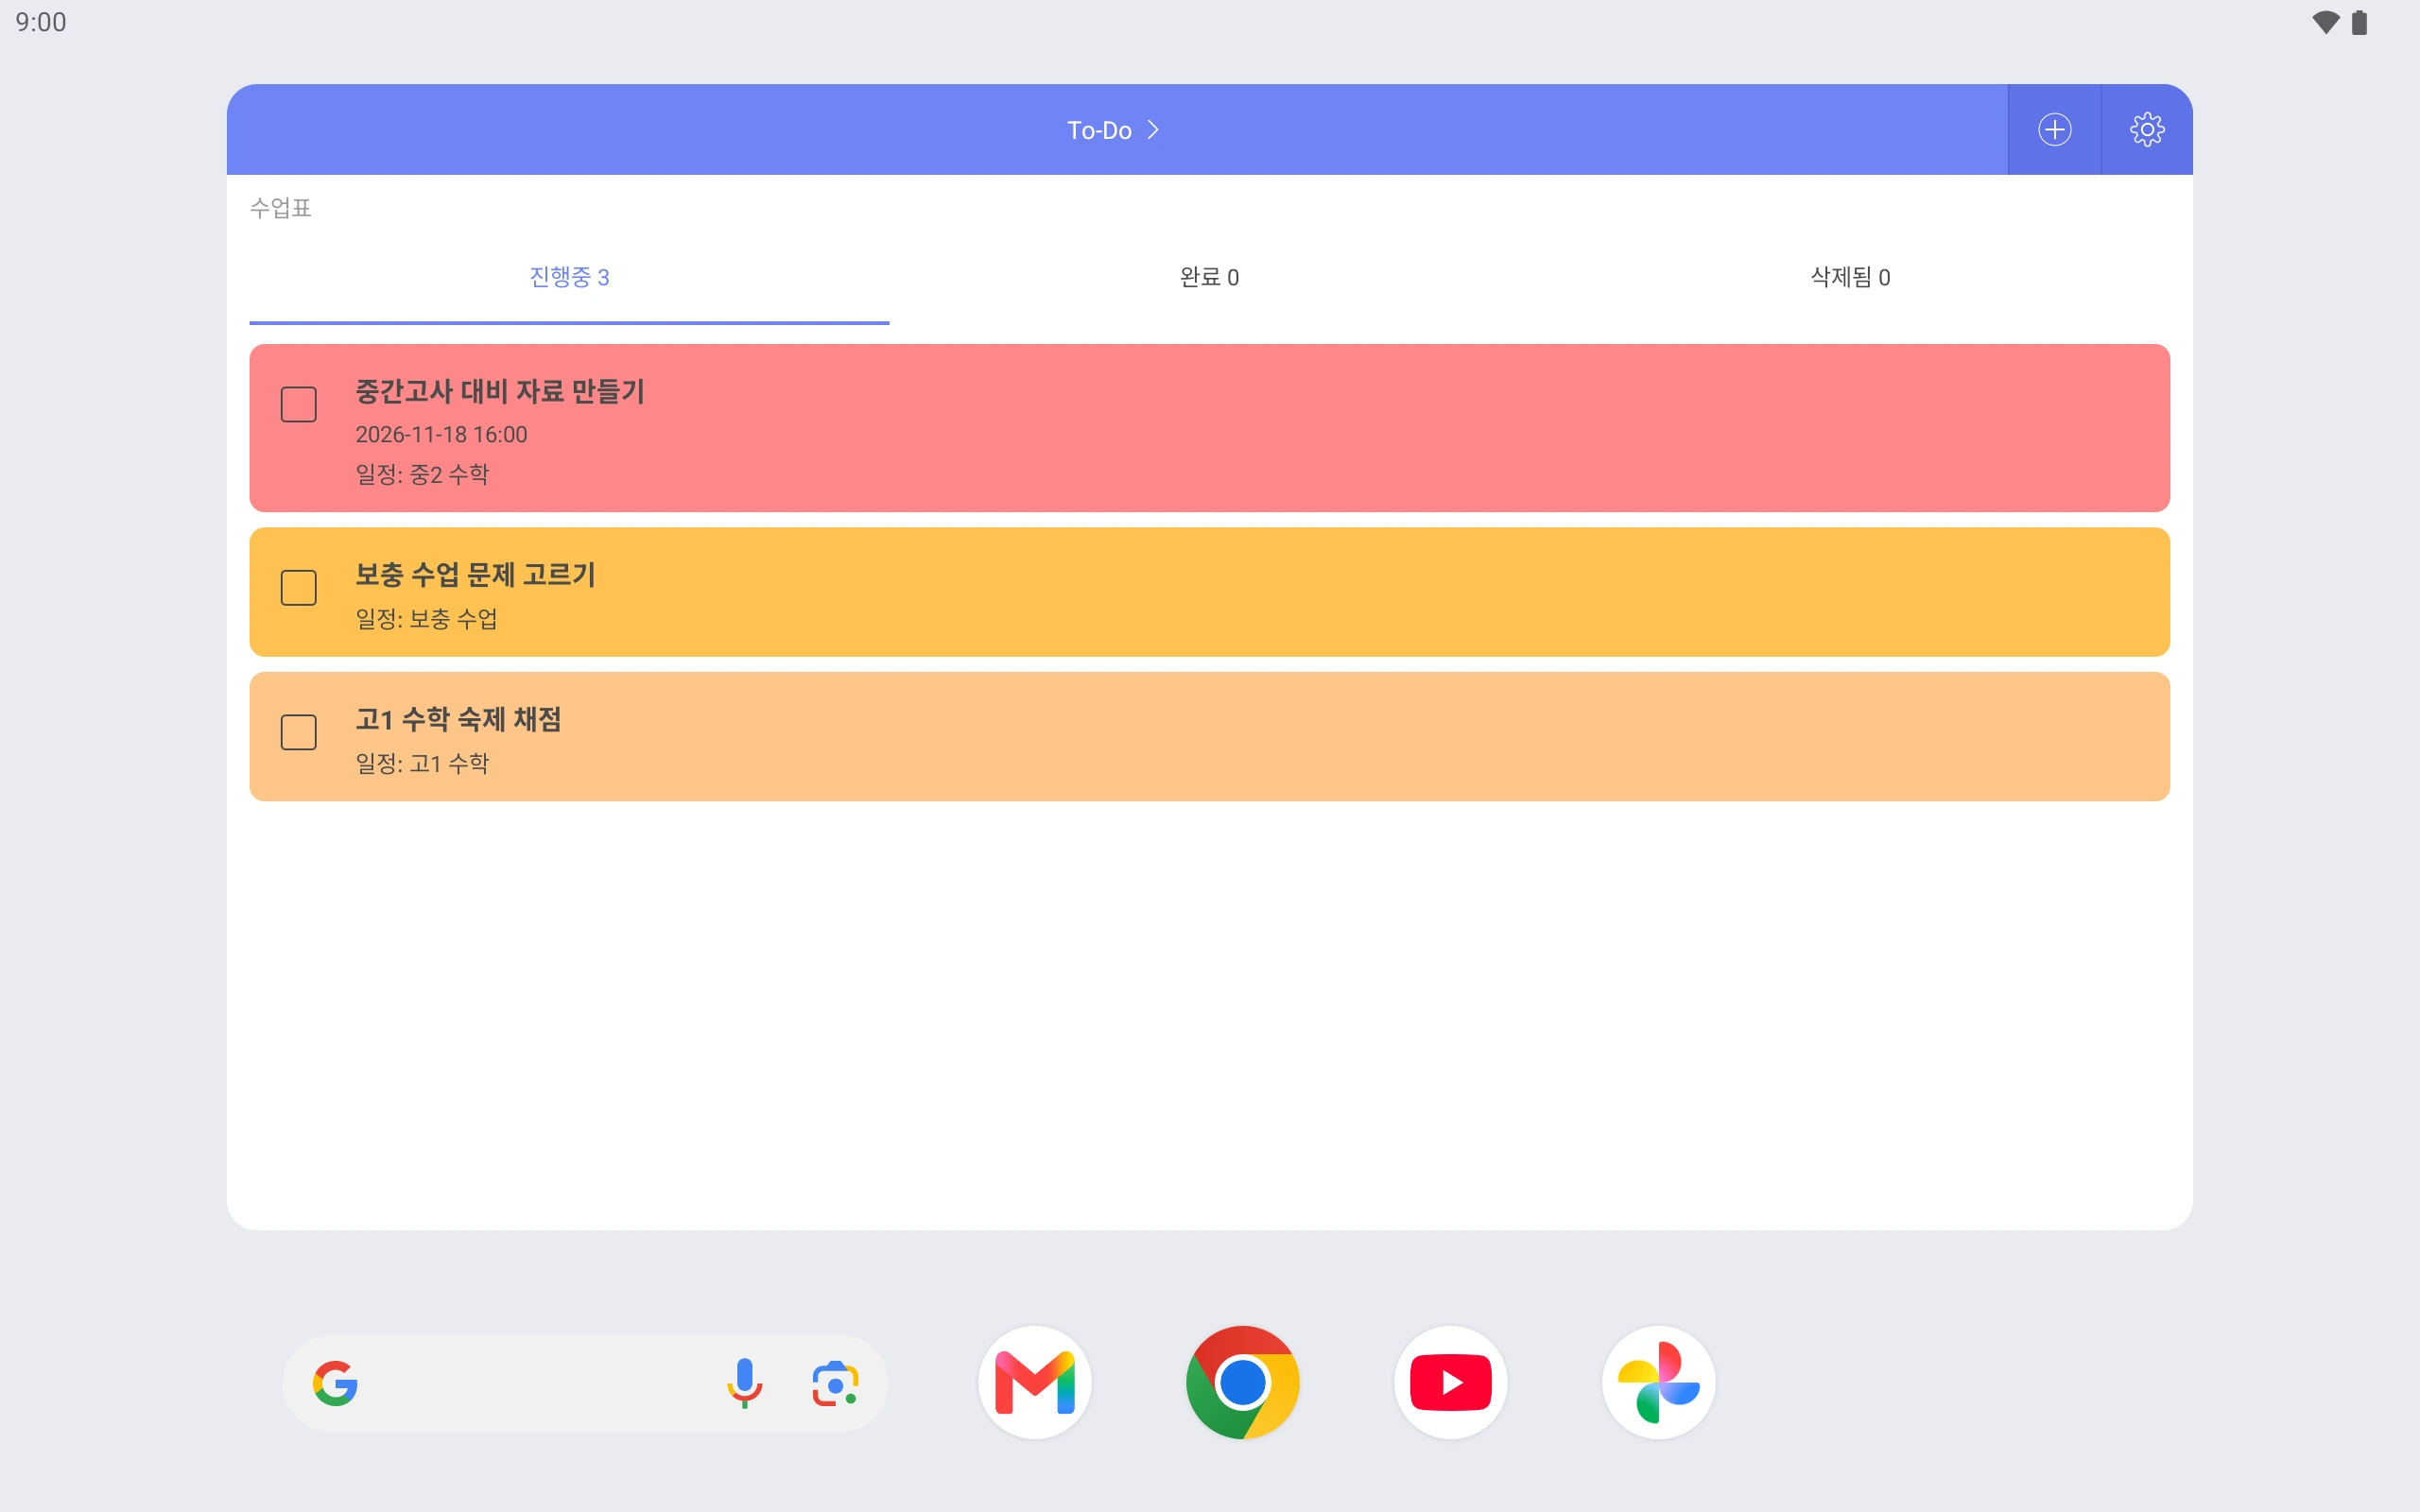 9:00
To-Do
수업표
진행중 3
완료 0
삭제됨 0
중간고사 대비 자료 만들기
2026-11-18 16:00
일정: 중2 수학
보충 수업 문제 고르기
일정: 보충 수업
고1 수학 숙제 채점
일정: 고1 수학